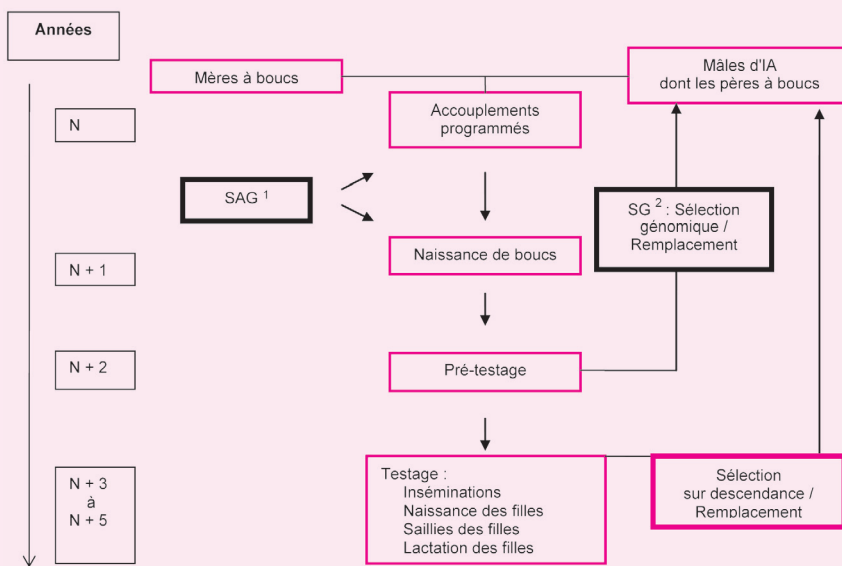 Années
Mères à boucs
Mâles d'IA
dont les pères à boucs
N
Accouplements
programmés
SAG ¹
SG ² : Sélection
génomique /
Remplacement
N + 1
Naissance de boucs
N + 2
Pré-testage
N + 3
à
N + 5
Testage :
Inséminations
Naissance des filles
Saillies des filles
Lactation des filles
Sélection
sur descendance /
Remplacement